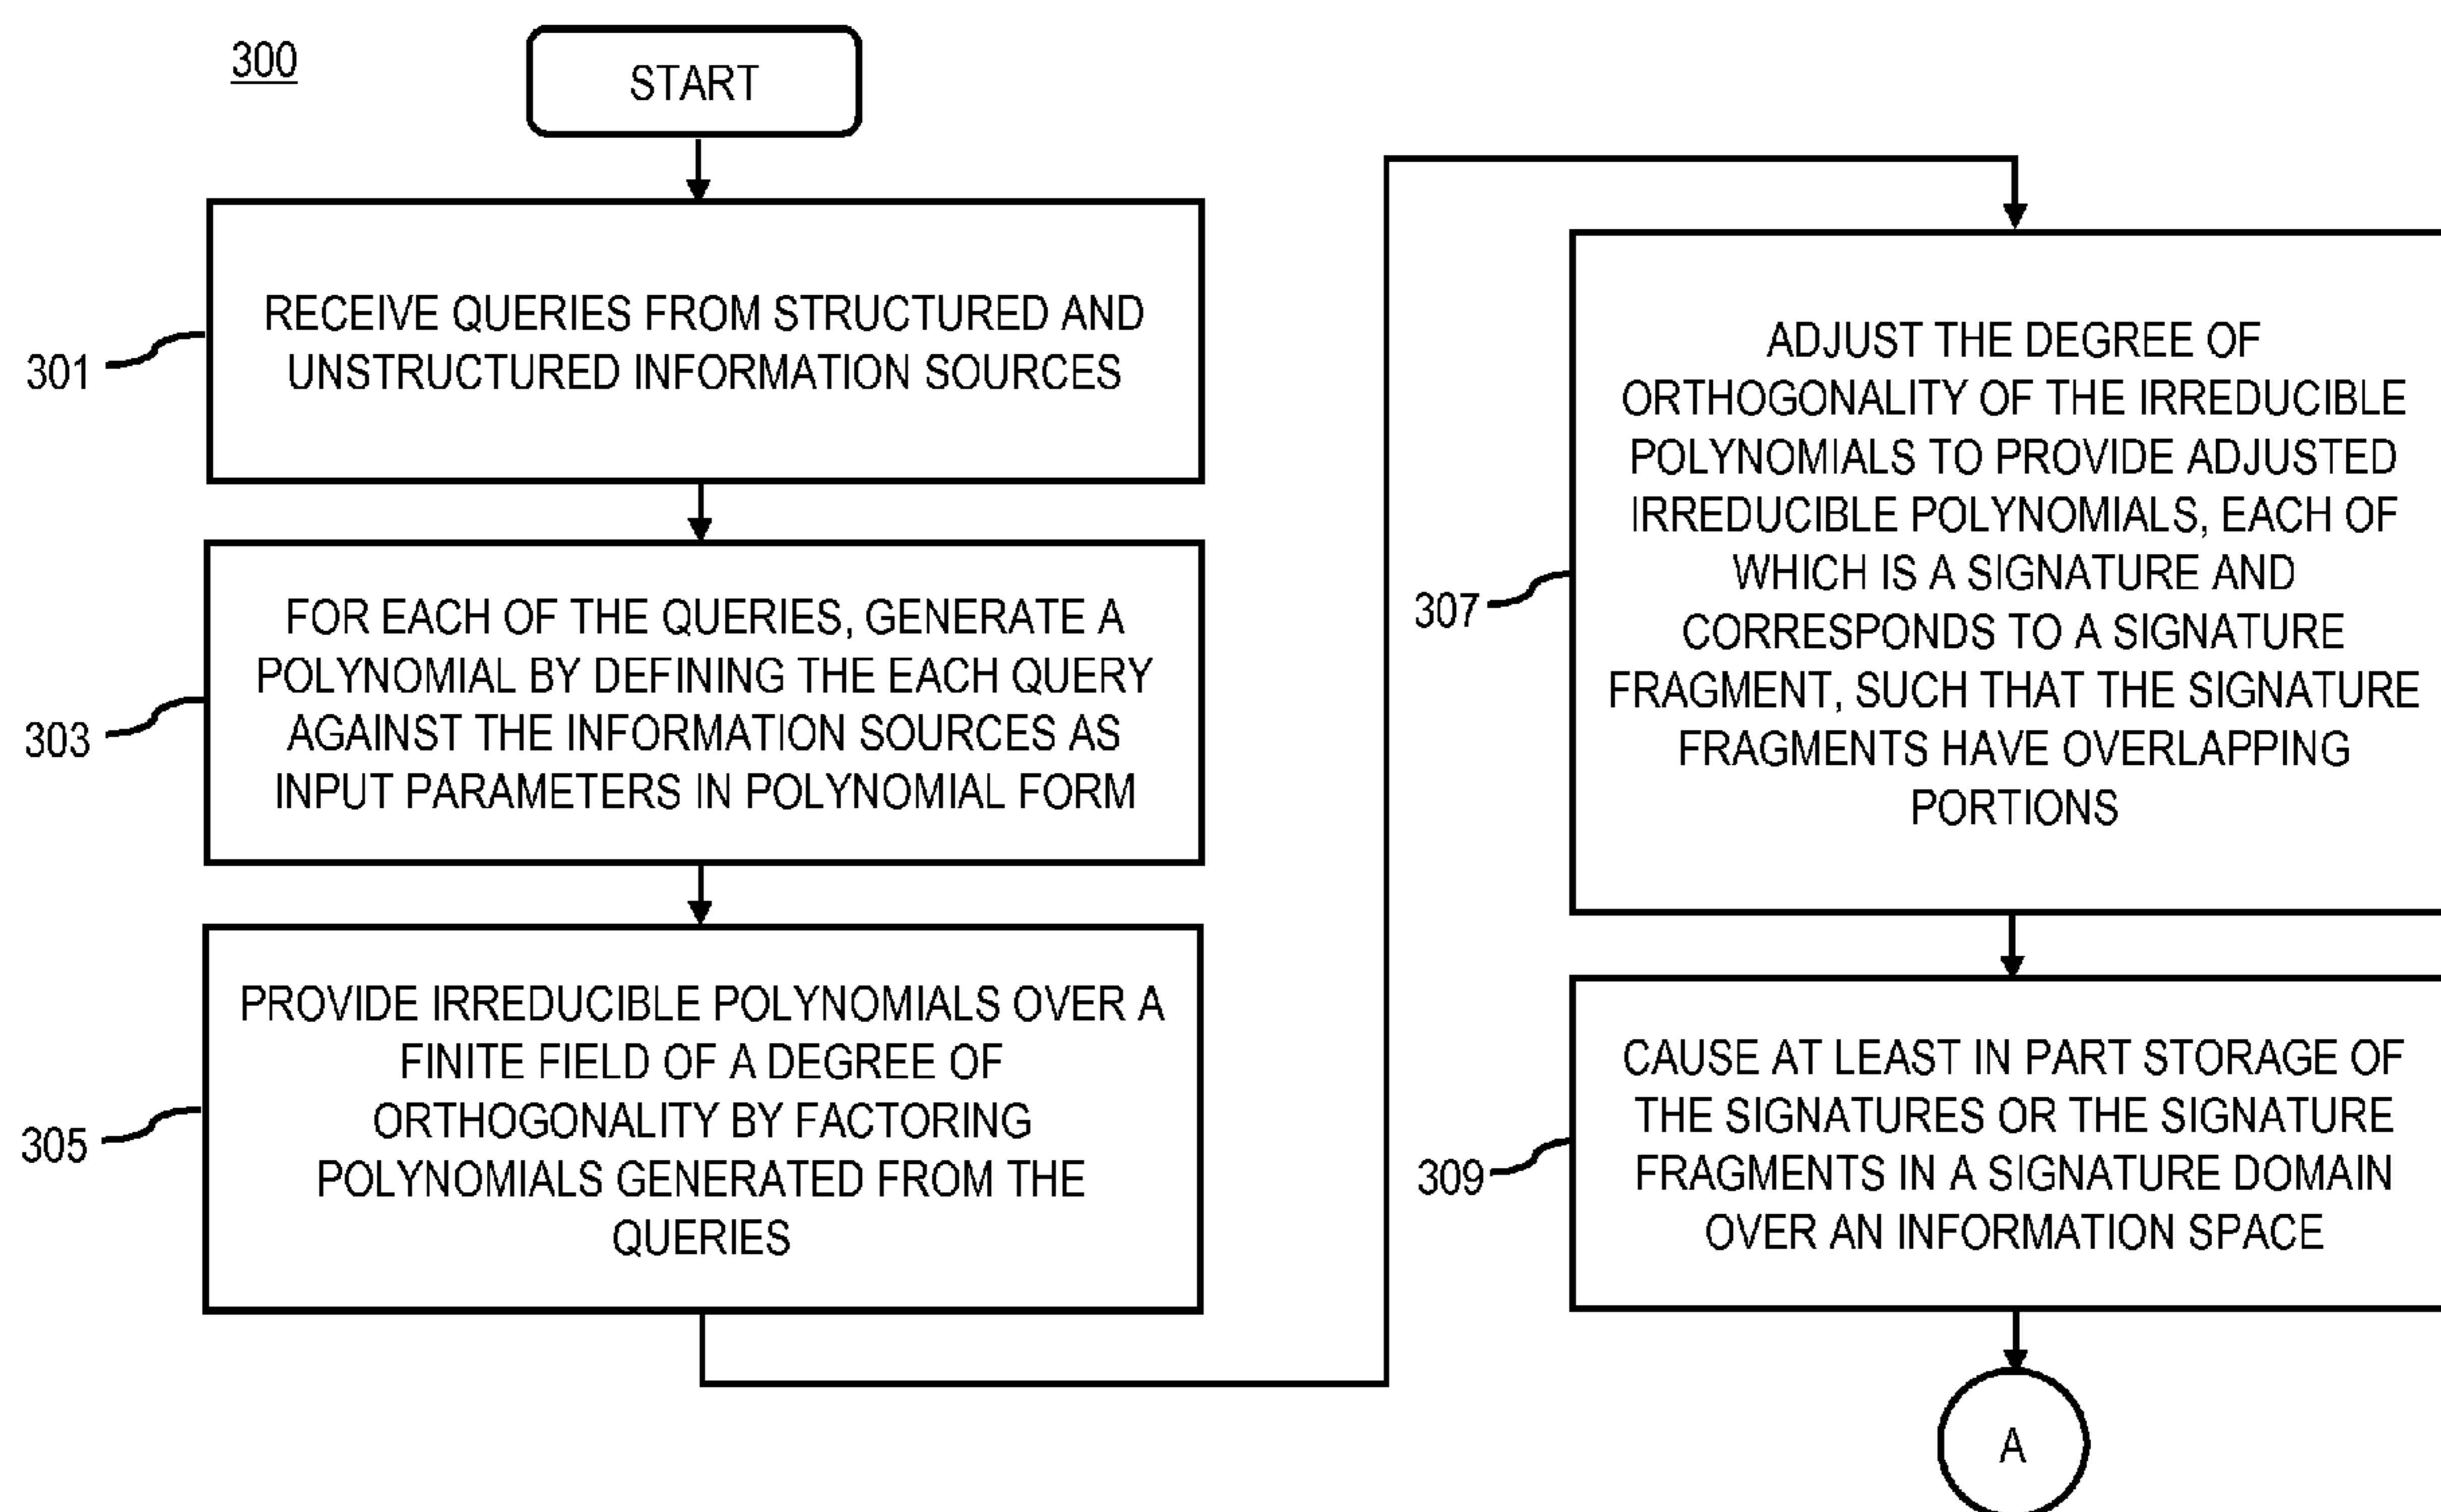 300
START
301
RECEIVE QUERIES FROM STRUCTURED AND
UNSTRUCTURED INFORMATION SOURCES
303
FOR EACH OF THE QUERIES, GENERATE A
POLYNOMIAL BY DEFINING THE EACH QUERY
AGAINST THE INFORMATION SOURCES AS
INPUT PARAMETERS IN POLYNOMIAL FORM
305
PROVIDE IRREDUCIBLE POLYNOMIALS OVER A
FINITE FIELD OF A DEGREE OF
ORTHOGONALITY BY FACTORING
POLYNOMIALS GENERATED FROM THE
QUERIES
307
ADJUST THE DEGREE OF
ORTHOGONALITY OF THE IRREDUCIBLE
POLYNOMIALS TO PROVIDE ADJUSTED
IRREDUCIBLE POLYNOMIALS, EACH OF
WHICH IS A SIGNATURE AND
CORRESPONDS TO A SIGNATURE
FRAGMENT, SUCH THAT THE SIGNATURE
FRAGMENTS HAVE OVERLAPPING
PORTIONS
309
CAUSE AT LEAST IN PART STORAGE OF
THE SIGNATURES OR THE SIGNATURE
FRAGMENTS IN A SIGNATURE DOMAIN
OVER AN INFORMATION SPACE
A